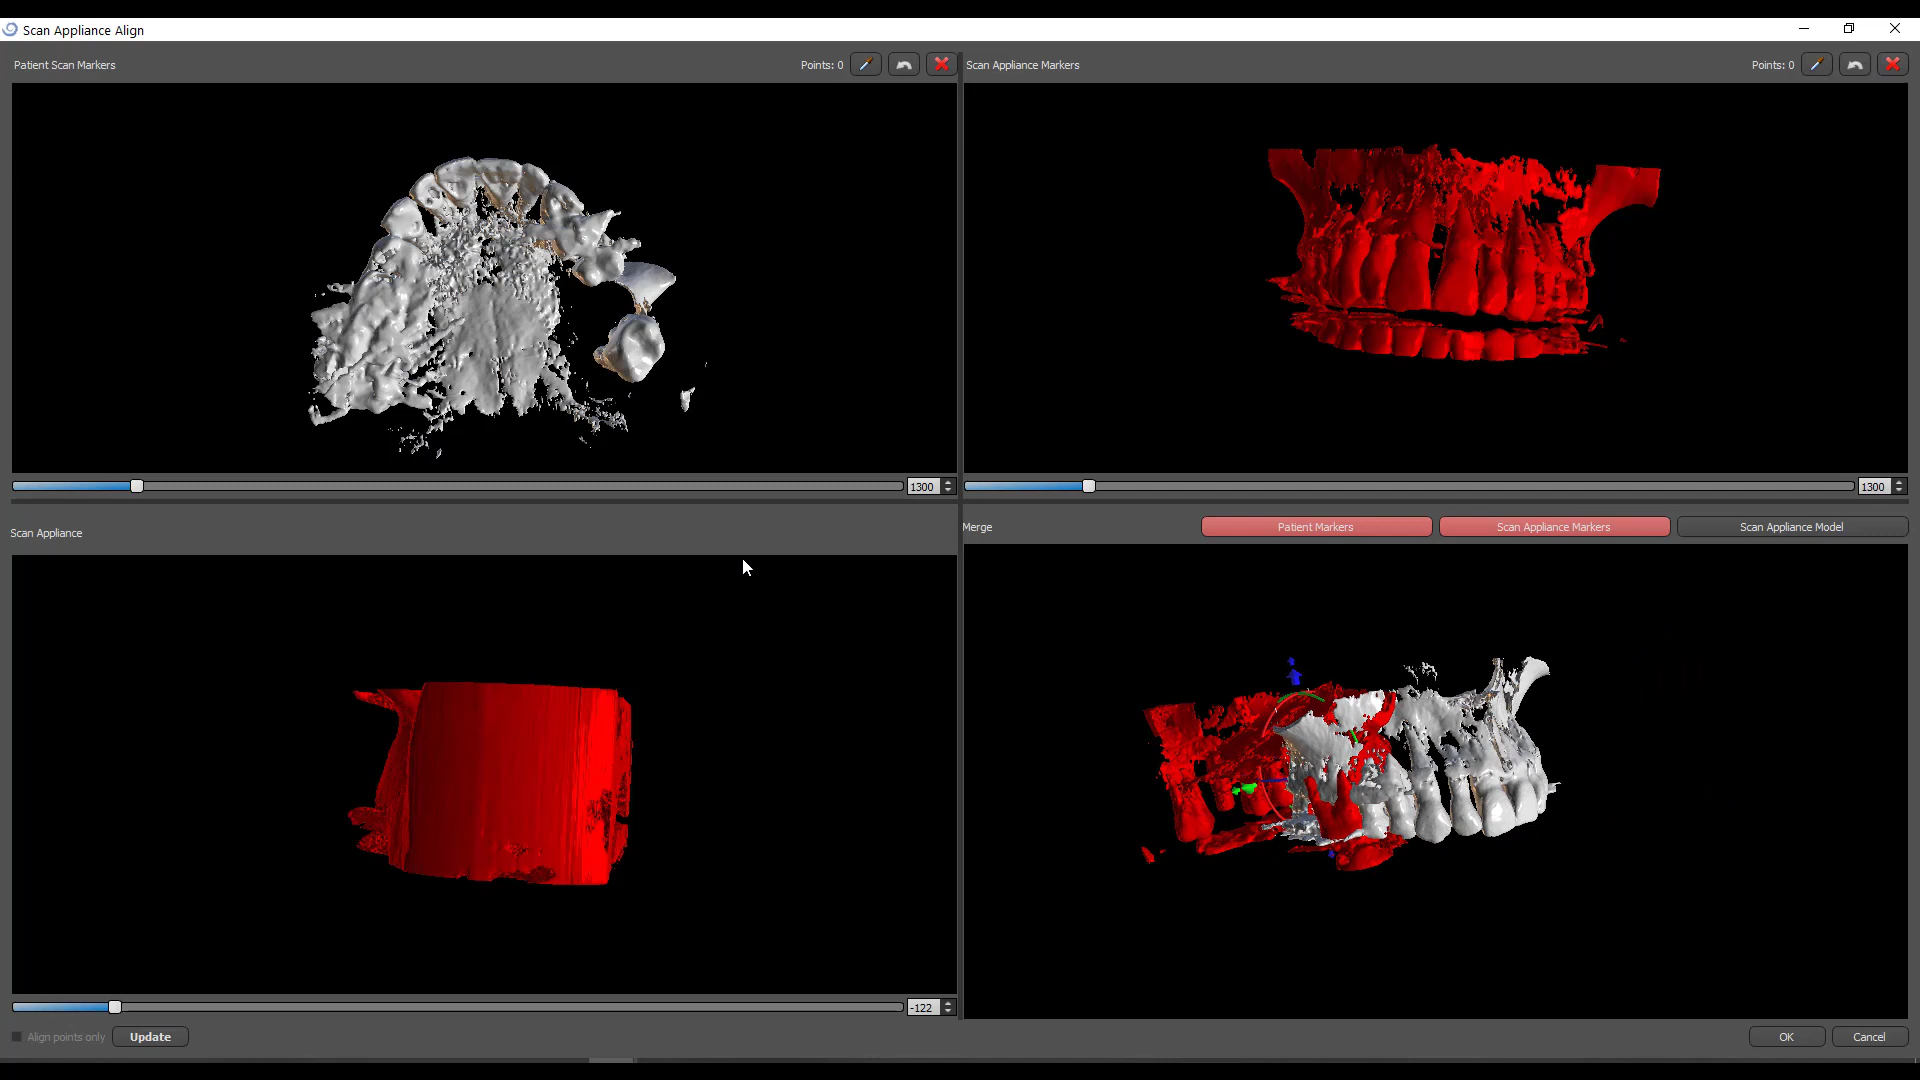 Scan Appliance Align
Patient Scan Markers
Points: 0
Scan Appliance Markers
Points: 0
1300
1300
Scan Appliance
Merge
Patient Markers
Scan Appliance Markers
Scan Appliance Model
-122
Align points only
Update
OK
Cancel